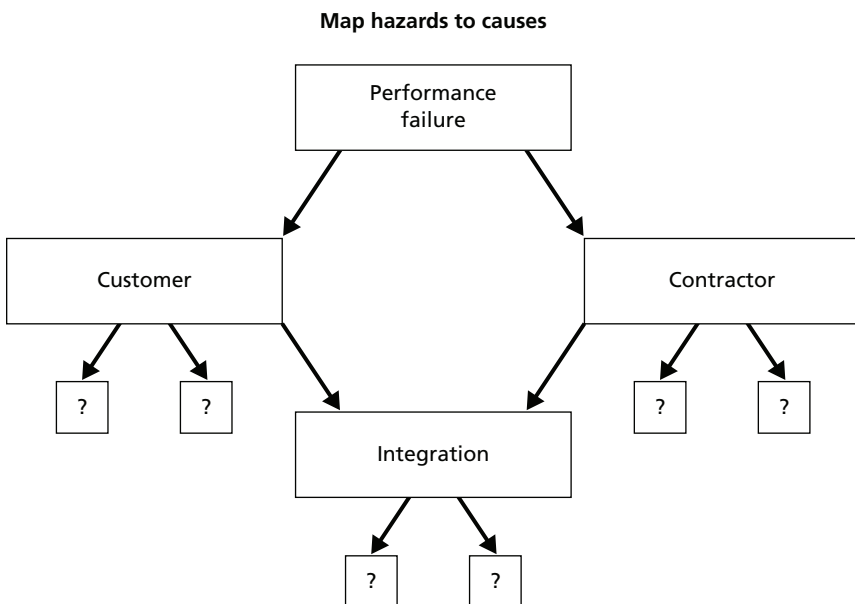 Map hazards to causes
Performance
failure
Customer
Contractor
?
?
?
?
Integration
?
?